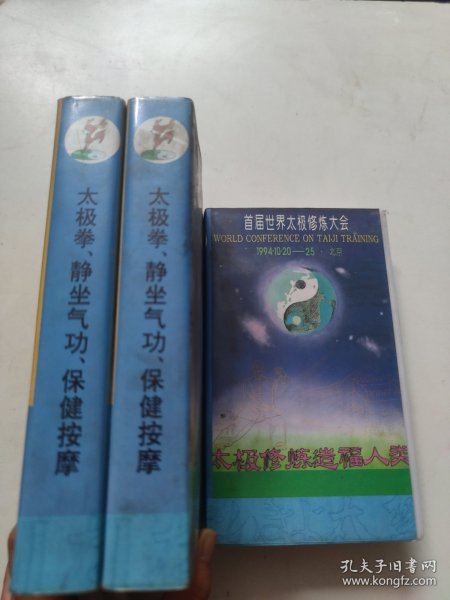 太极拳、静坐气功、保健按摩
太极拳、静坐气功、保健按摩
首届世界太极修炼大会
WORLD CONFERENCE ON TAIJI TRAINING
1994·10·20——25·北京
太极修炼造福人类
孔夫子旧书网
www.kongfz.com